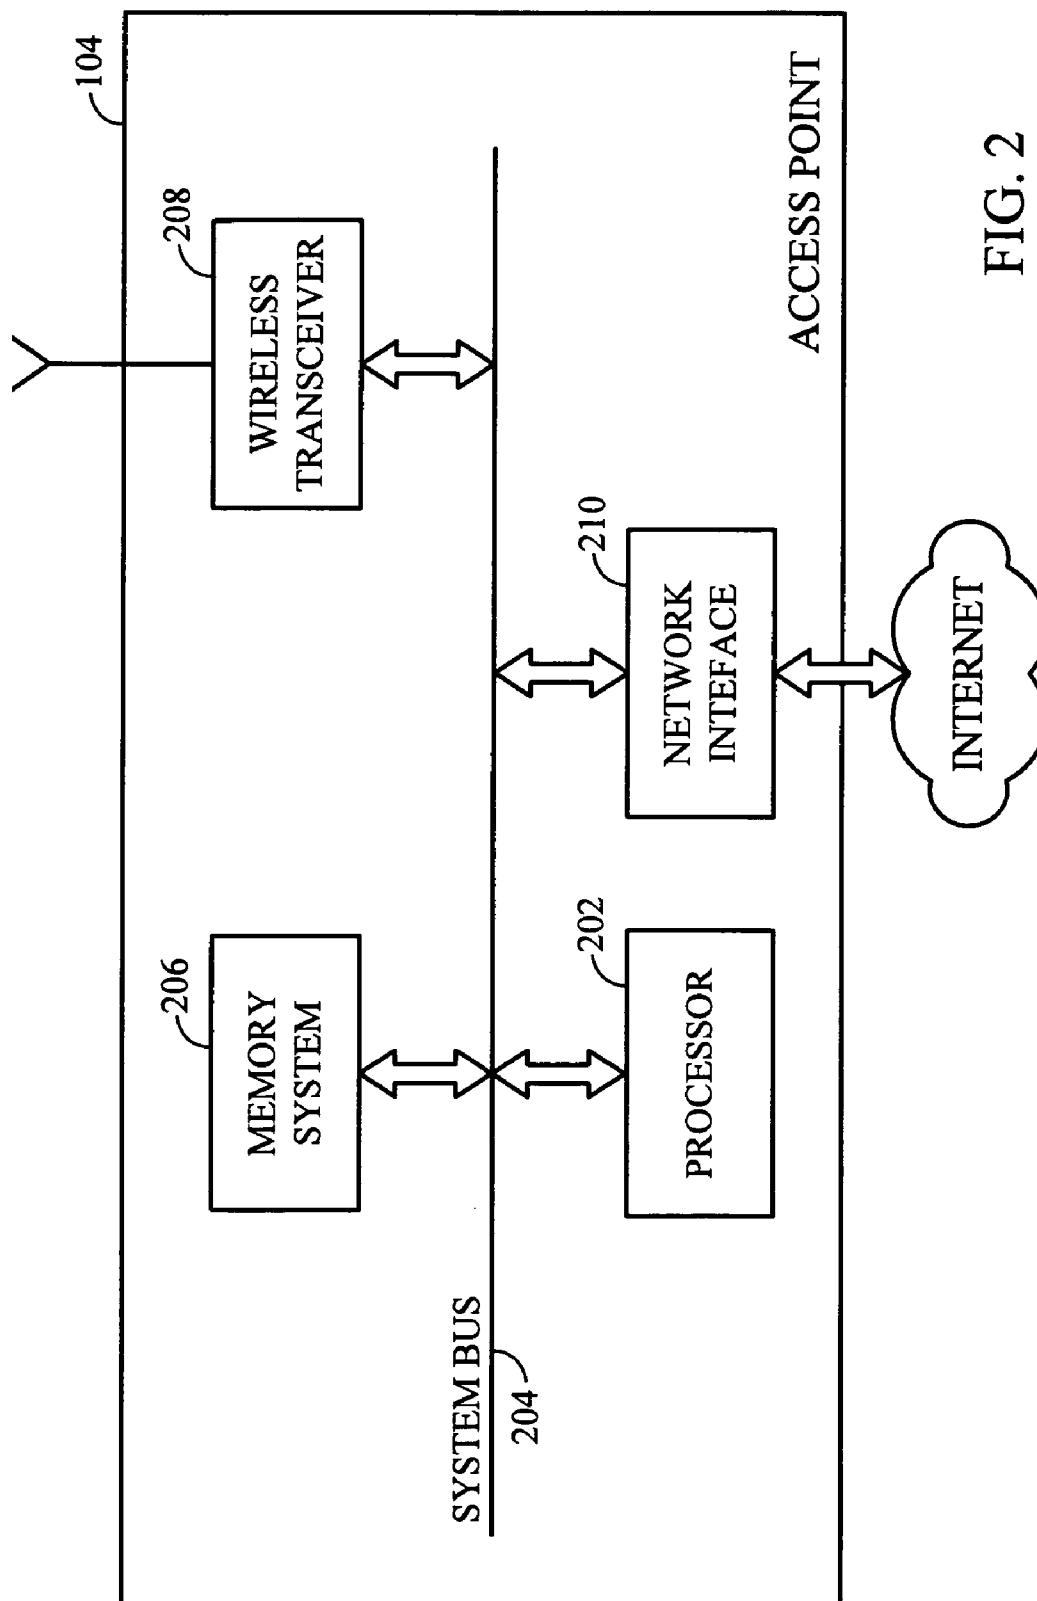 104
206
208
MEMORY
SYSTEM
WIRELESS
TRANSCEIVER
SYSTEM BUS
204
202
210
PROCESSOR
NETWORK
INTEFACE
ACCESS POINT
INTERNET
FIG. 2